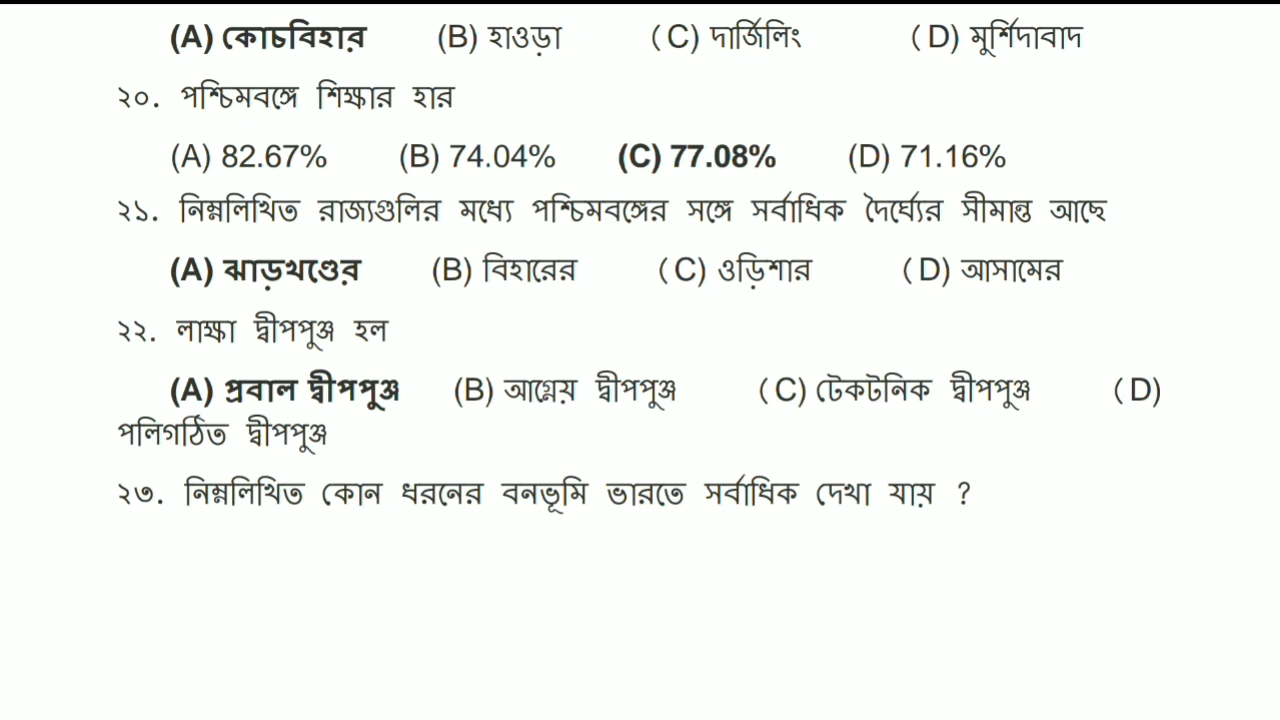 (A) কোচবিহার (B) হাওড়া (C) দার্জিলিং (D) মুর্শিদাবাদ
২০. পশ্চিমবঙ্গে শিক্ষার হার
(A) 82.67% (B) 74.04% (C) 77.08% (D) 71.16%
২১. নিম্নলিখিত রাজ্যগুলির মধ্যে পশ্চিমবঙ্গের সঙ্গে সর্বাধিক দৈর্ঘ্যের সীমান্ত আছে
(A) ঝাড়খণ্ডের (B) বিহারের (C) ওড়িশার (D) আসামের
২২. লাক্ষা দ্বীপপুঞ্জ হল
(A) প্রবাল দ্বীপপুঞ্জ (B) আগ্নেয় দ্বীপপুঞ্জ (C) টেকটনিক দ্বীপপুঞ্জ (D)
পলিগঠিত দ্বীপপুঞ্জ
২৩. নিম্নলিখিত কোন ধরনের বনভূমি ভারতে সর্বাধিক দেখা যায় ?